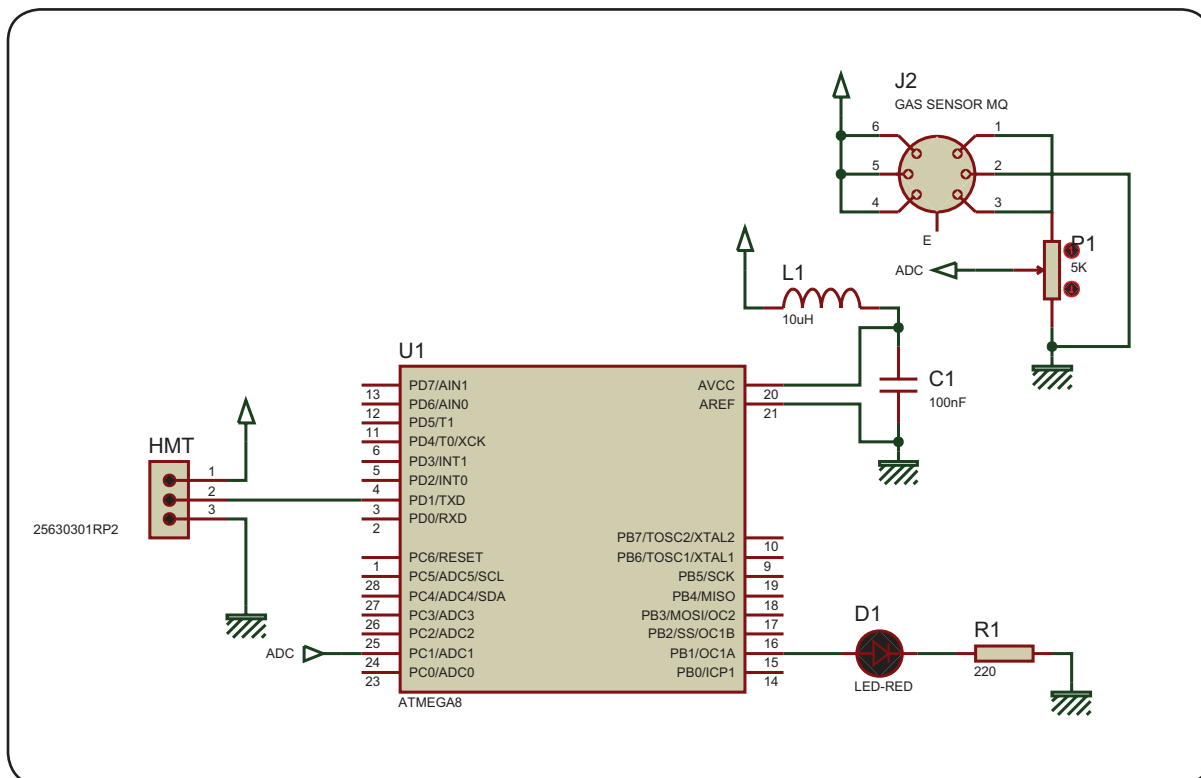 J2
GAS SENSOR MQ
6
5
4
1
2
3
E
P1
5K
ADC
L1
10uH
C1
100nF
U1
PD7/AIN1
PD6/AIN0
PD5/T1
PD4/T0/XCK
PD3/INT1
PD2/INT0
PD1/TXD
PD0/RXD
13
12
11
6
5
4
3
2
PC6/RESET
PC5/ADC5/SCL
PC4/ADC4/SDA
PC3/ADC3
PC2/ADC2
PC1/ADC1
PC0/ADC0
1
28
27
26
25
24
23
AVCC
AREF
20
21
PB7/TOSC2/XTAL2
PB6/TOSC1/XTAL1
PB5/SCK
PB4/MISO
PB3/MOSI/OC2
PB2/SS/OC1B
PB1/OC1A
PB0/ICP1
10
9
19
18
17
16
15
14
ATMEGA8
HMT
1
2
3
25630301RP2
ADC
D1
LED-RED
R1
220